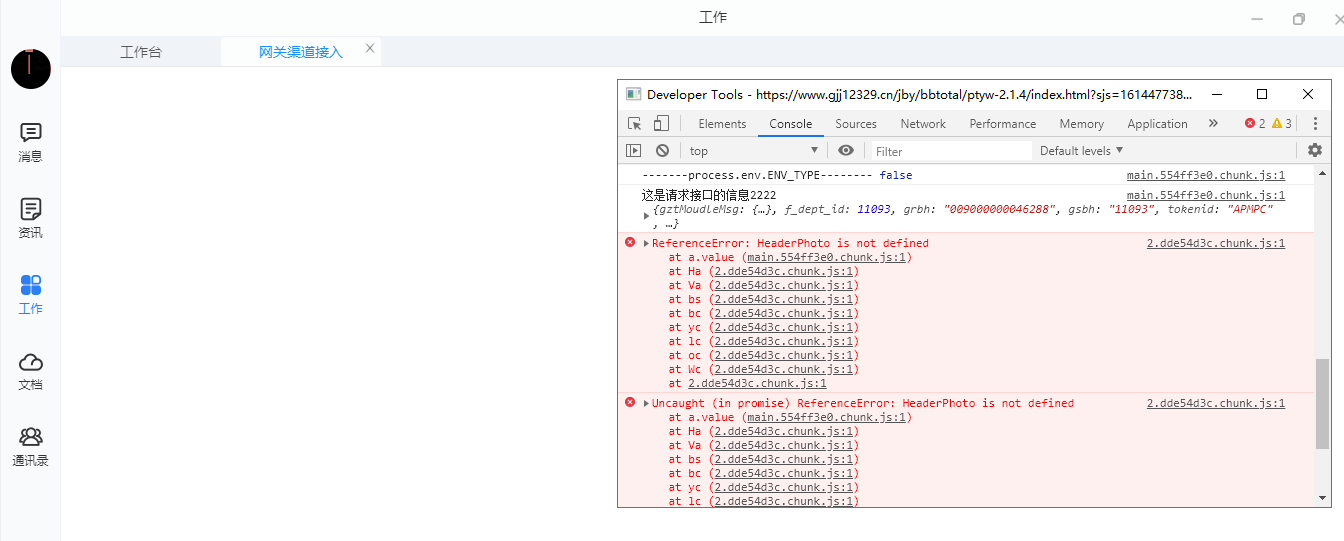 工作
工作台
网关渠道接入
消息
资讯
工作
文档
通讯录
Developer Tools - https://www.gjj12329.cn/jby/bbtotal/ptyw-2.1.4/index.html?sjs=161447738...
Elements Console Sources Network Performance Memory Application » 2 3
top Filter Default levels
-------process.env.ENV_TYPE-------- false main.554ff3e0.chunk.js:1
这是请求接口的信息2222 main.554ff3e0.chunk.js:1
{gztMoudleMsg: {…}, f_dept_id: 11093, grbh: "009000000046288", gsbh: "11093", tokenid: "APMPC"
, …}
ReferenceError: HeaderPhoto is not defined 2.dde54d3c.chunk.js:1
at a.value (main.554ff3e0.chunk.js:1)
at Ha (2.dde54d3c.chunk.js:1)
at Va (2.dde54d3c.chunk.js:1)
at bs (2.dde54d3c.chunk.js:1)
at bc (2.dde54d3c.chunk.js:1)
at yc (2.dde54d3c.chunk.js:1)
at lc (2.dde54d3c.chunk.js:1)
at oc (2.dde54d3c.chunk.js:1)
at Wc (2.dde54d3c.chunk.js:1)
at 2.dde54d3c.chunk.js:1
Uncaught (in promise) ReferenceError: HeaderPhoto is not defined 2.dde54d3c.chunk.js:1
at a.value (main.554ff3e0.chunk.js:1)
at Ha (2.dde54d3c.chunk.js:1)
at Va (2.dde54d3c.chunk.js:1)
at bs (2.dde54d3c.chunk.js:1)
at bc (2.dde54d3c.chunk.js:1)
at yc (2.dde54d3c.chunk.js:1)
at lc (2.dde54d3c.chunk.js:1)